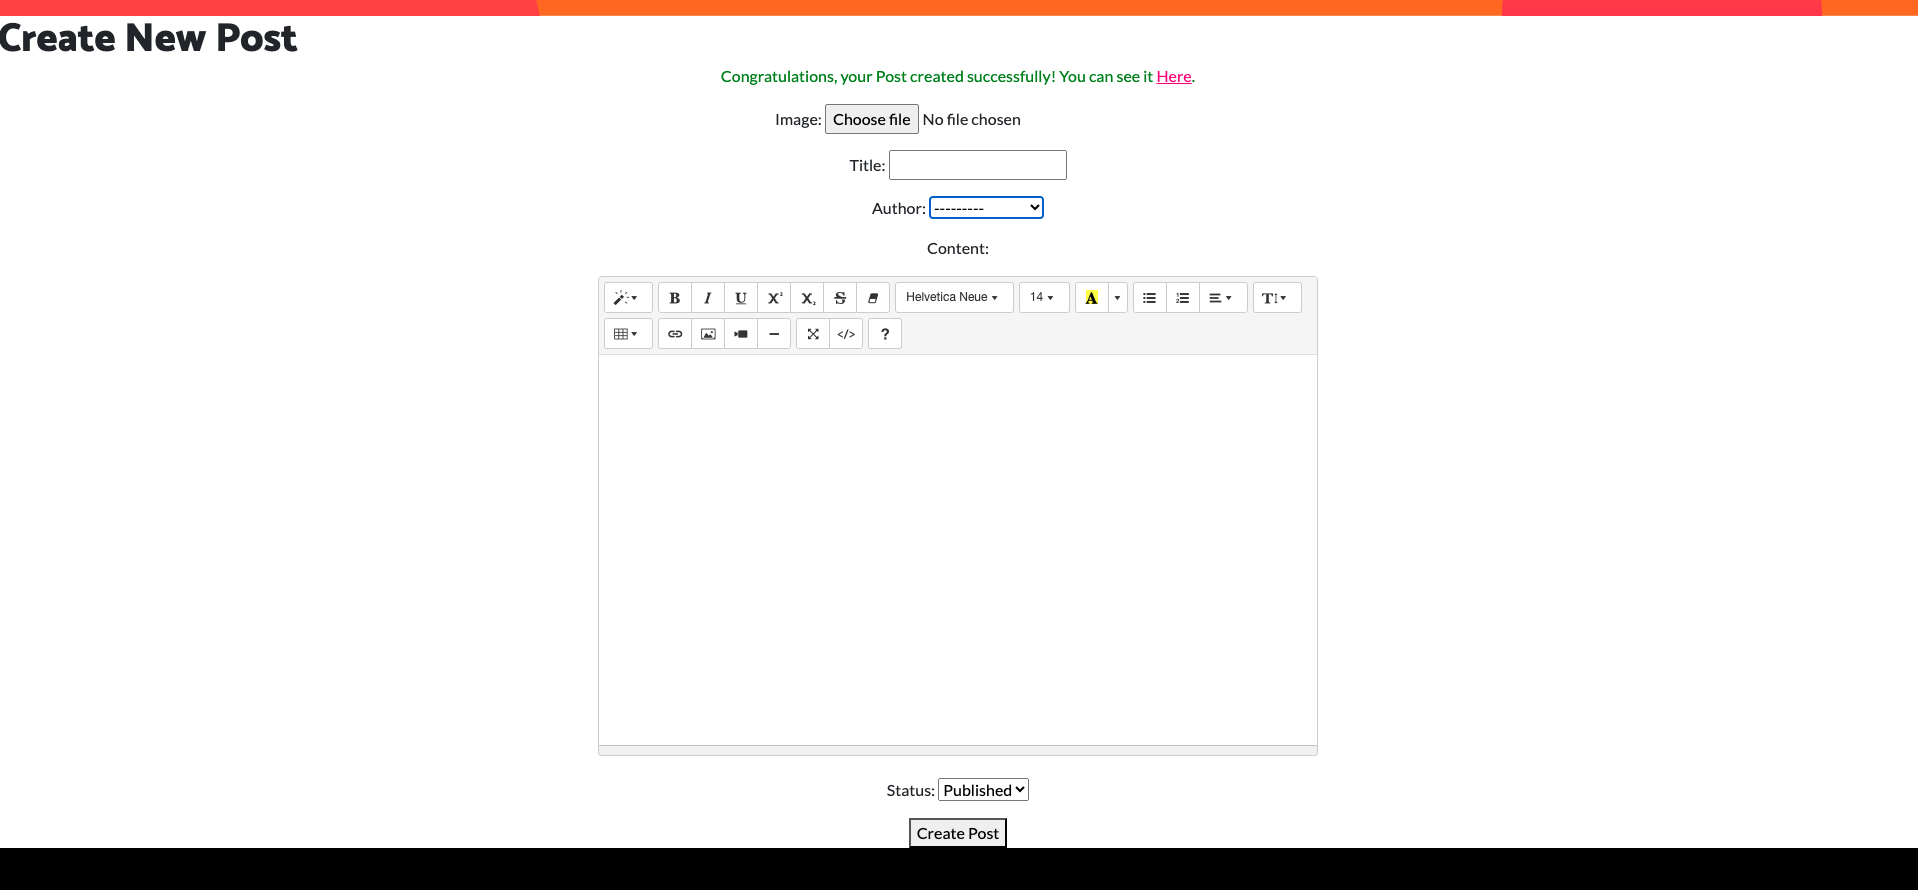 Create New Post
Congratulations, your Post created successfully! You can see it Here.
Image: Choose file No file chosen
Title:
Author: ---------
Content:
B I U X² X₂ S Helvetica Neue 14 A T
</> ?
Status: Published
Create Post